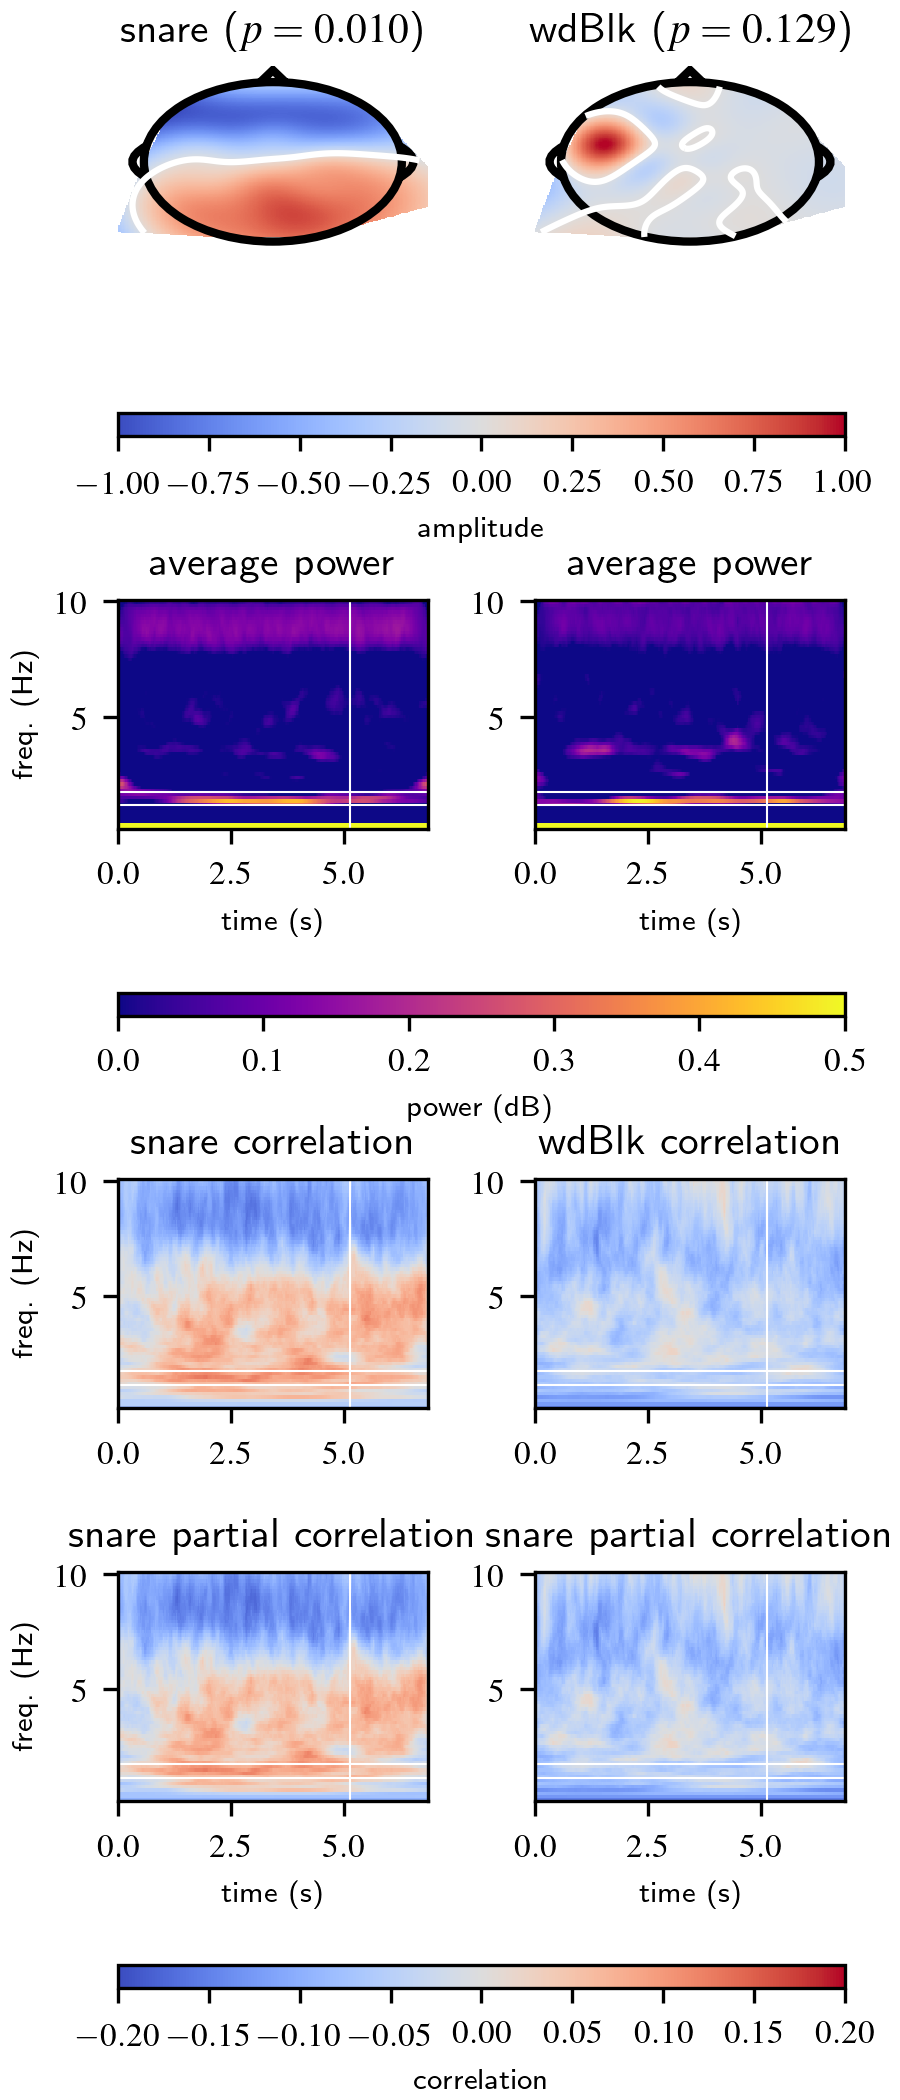 snare (p = 0.010) wdBlk (p = 0.129)
−1.00 −0.75 −0.50 −0.25 0.00 0.25 0.50 0.75 1.00
amplitude
average power average power
10 10
freq. (Hz)
5 5
0.0 2.5 5.0 0.0 2.5 5.0
time (s) time (s)
0.0 0.1 0.2 0.3 0.4 0.5
power (dB)
snare correlation wdBlk correlation
10 10
freq. (Hz)
5 5
0.0 2.5 5.0 0.0 2.5 5.0
snare partial correlation snare partial correlation
10 10
freq. (Hz)
5 5
0.0 2.5 5.0 0.0 2.5 5.0
time (s) time (s)
−0.20 −0.15 −0.10 −0.05 0.00 0.05 0.10 0.15 0.20
correlation